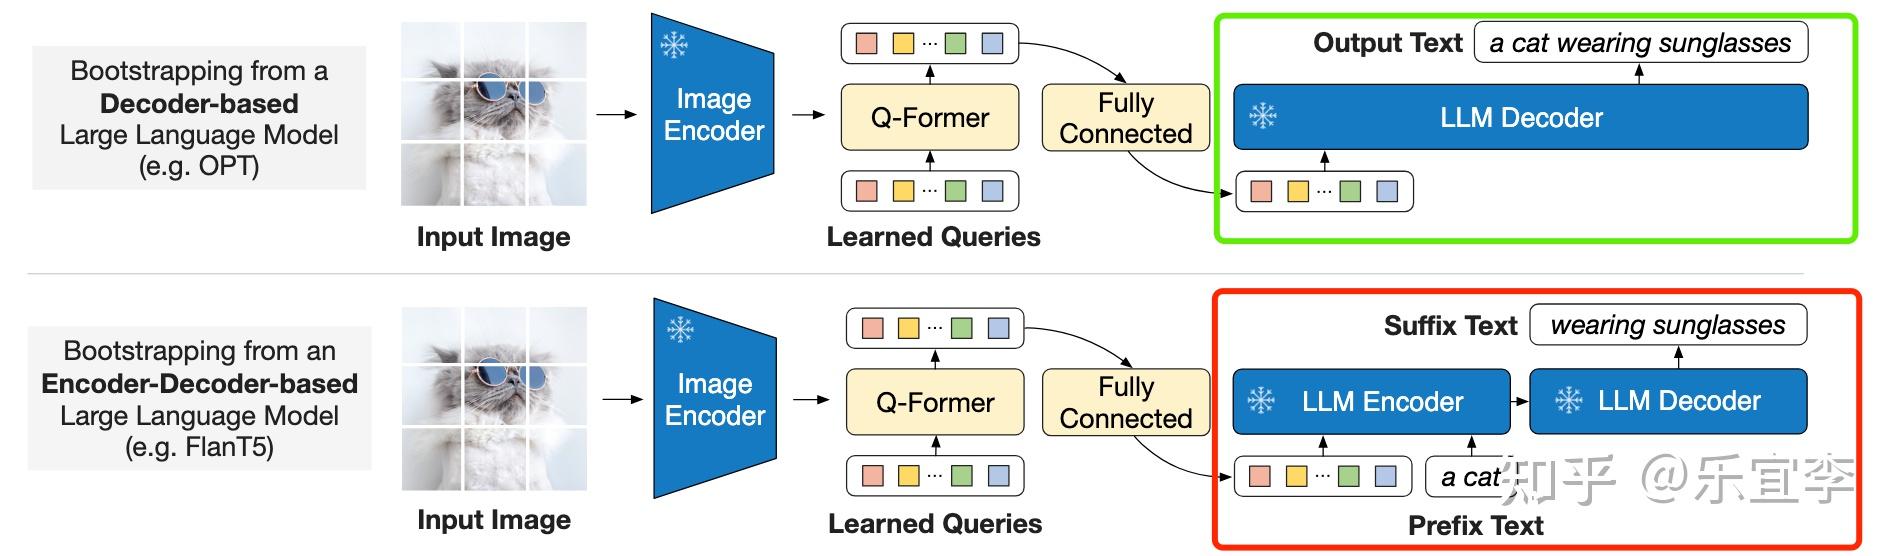 Bootstrapping from a
Decoder-based
Large Language Model
(e.g. OPT)
Input Image
Image
Encoder
...
Q-Former
...
Learned Queries
Fully
Connected
Output Text
a cat wearing sunglasses
LLM Decoder
...
Bootstrapping from an
Encoder-Decoder-based
Large Language Model
(e.g. FlanT5)
Input Image
Image
Encoder
...
Q-Former
...
Learned Queries
Fully
Connected
Suffix Text
wearing sunglasses
LLM Encoder
LLM Decoder
...
a cat
Prefix Text
知乎 @乐宜李